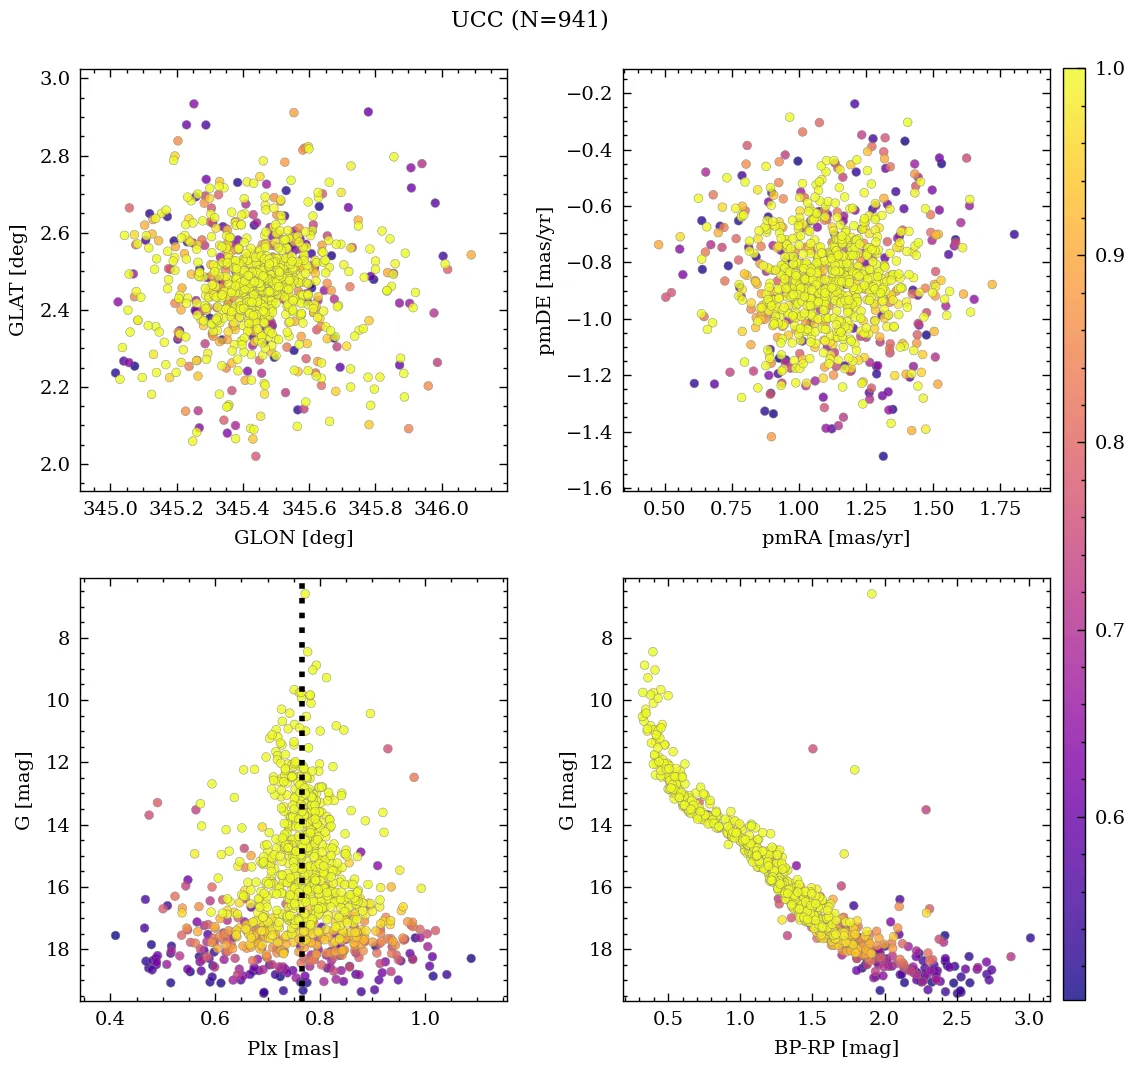 UCC (N=941)
3.0
2.8
2.6
2.4
2.2
2.0
GLAT [deg]
345.0 345.2 345.4 345.6 345.8 346.0
GLON [deg]
−0.2
−0.4
−0.6
−0.8
−1.0
−1.2
−1.4
−1.6
pmDE [mas/yr]
0.50 0.75 1.00 1.25 1.50 1.75
pmRA [mas/yr]
1.0
0.9
0.8
0.7
0.6
8
10
12
14
16
18
G [mag]
0.4 0.6 0.8 1.0
Plx [mas]
8
10
12
14
16
18
G [mag]
0.5 1.0 1.5 2.0 2.5 3.0
BP-RP [mag]